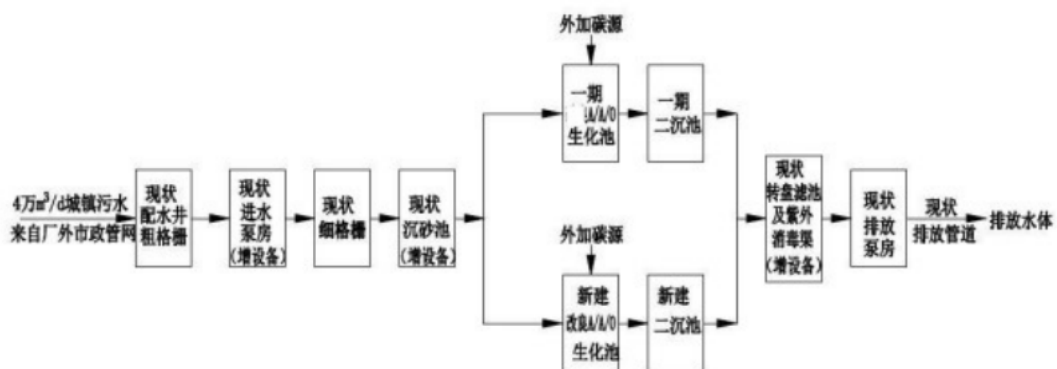 外加碳源
一期
A/A/O
生化池
一期
二沉池
4万m³/d城镇污水
来自厂外市政管网
现状
配水井
粗格栅
现状
进水
泵房
(增设备)
现状
细格栅
现状
沉砂池
(增设备)
现状
转盘滤池
及紫外
消毒渠
(增设备)
现状
排放
泵房
现状
排放管道
排放水体
外加碳源
新建
改良A/A/O
生化池
新建
二沉池